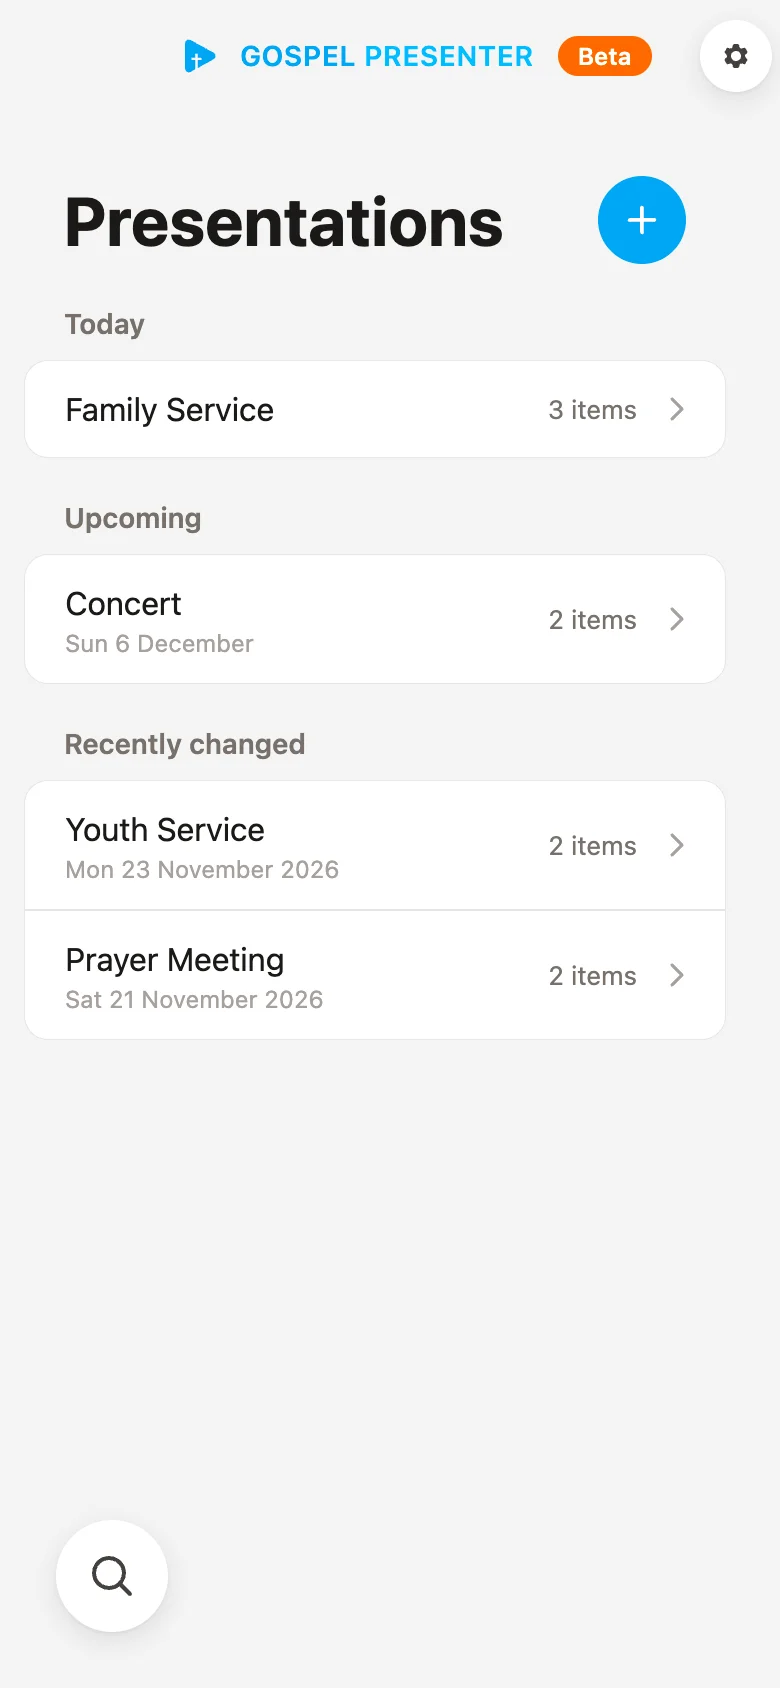 GOSPEL PRESENTER Beta
Presentations
Today
Family Service 3 items
Upcoming
Concert
Sun 6 December
2 items
Recently changed
Youth Service
Mon 23 November 2026
2 items
Prayer Meeting
Sat 21 November 2026
2 items